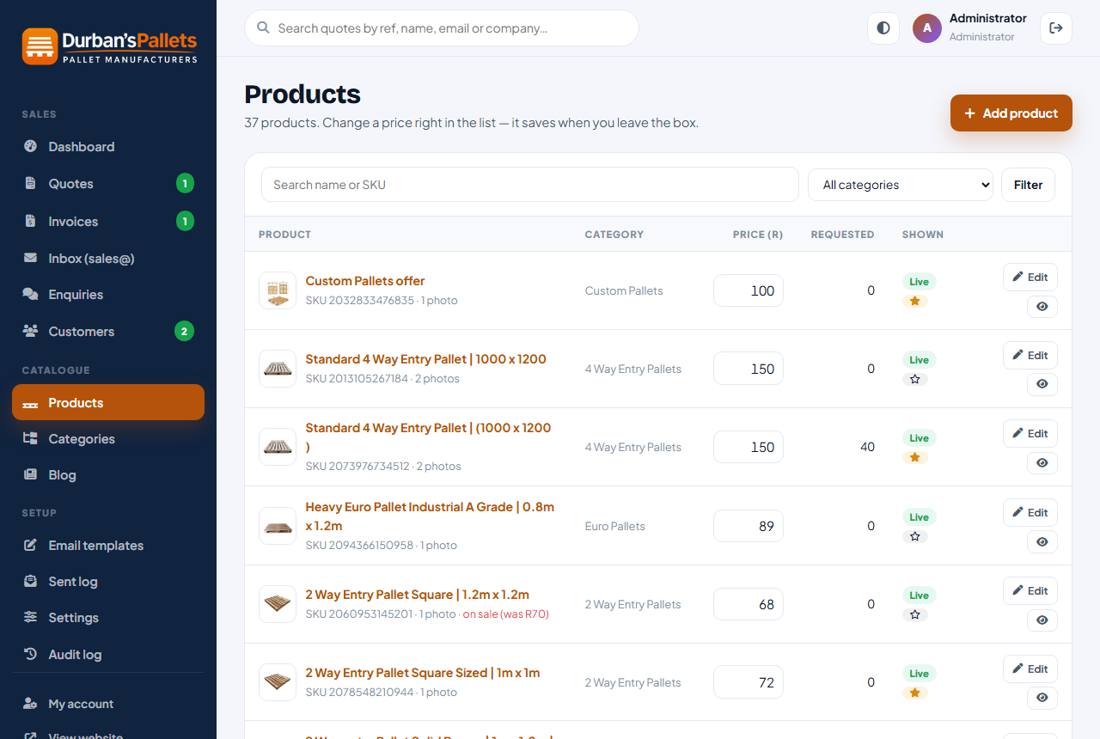 Durban'sPallets
PALLET MANUFACTURERS
Search quotes by ref, name, email or company...
A
Administrator
Administrator
SALES
Dashboard
Quotes 1
Invoices 1
Inbox (sales@)
Enquiries
Customers 2
CATALOGUE
Products
Categories
Blog
SETUP
Email templates
Sent log
Settings
Audit log
My account
View website
Products
37 products. Change a price right in the list — it saves when you leave the box.
+ Add product
Search name or SKU
All categories
Filter
PRODUCT CATEGORY PRICE (R) REQUESTED SHOWN
Custom Pallets offer
SKU 2032833476835 · 1 photo
Custom Pallets 100 0 Live Edit
Standard 4 Way Entry Pallet | 1000 x 1200
SKU 2013105267184 · 2 photos
4 Way Entry Pallets 150 0 Live Edit
Standard 4 Way Entry Pallet | (1000 x 1200
)
SKU 2073976734512 · 2 photos
4 Way Entry Pallets 150 40 Live Edit
Heavy Euro Pallet Industrial A Grade | 0.8m
x 1.2m
SKU 2094366150958 · 1 photo
Euro Pallets 89 0 Live Edit
2 Way Entry Pallet Square | 1.2m x 1.2m
SKU 2060953145201 · 1 photo · on sale (was R70)
2 Way Entry Pallets 68 0 Live Edit
2 Way Entry Pallet Square Sized | 1m x 1m
SKU 2078548210944 · 1 photo
2 Way Entry Pallets 72 0 Live Edit